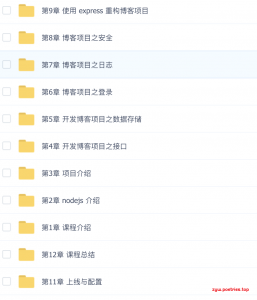 第9章 使用 express 重构博客项目
第8章 博客项目之安全
第7章 博客项目之日志
第6章 博客项目之登录
第5章 开发博客项目之数据存储
第4章 开发博客项目之接口
第3章 项目介绍
第2章 nodejs 介绍
第1章 课程介绍
第12章 课程总结
第11章 上线与配置